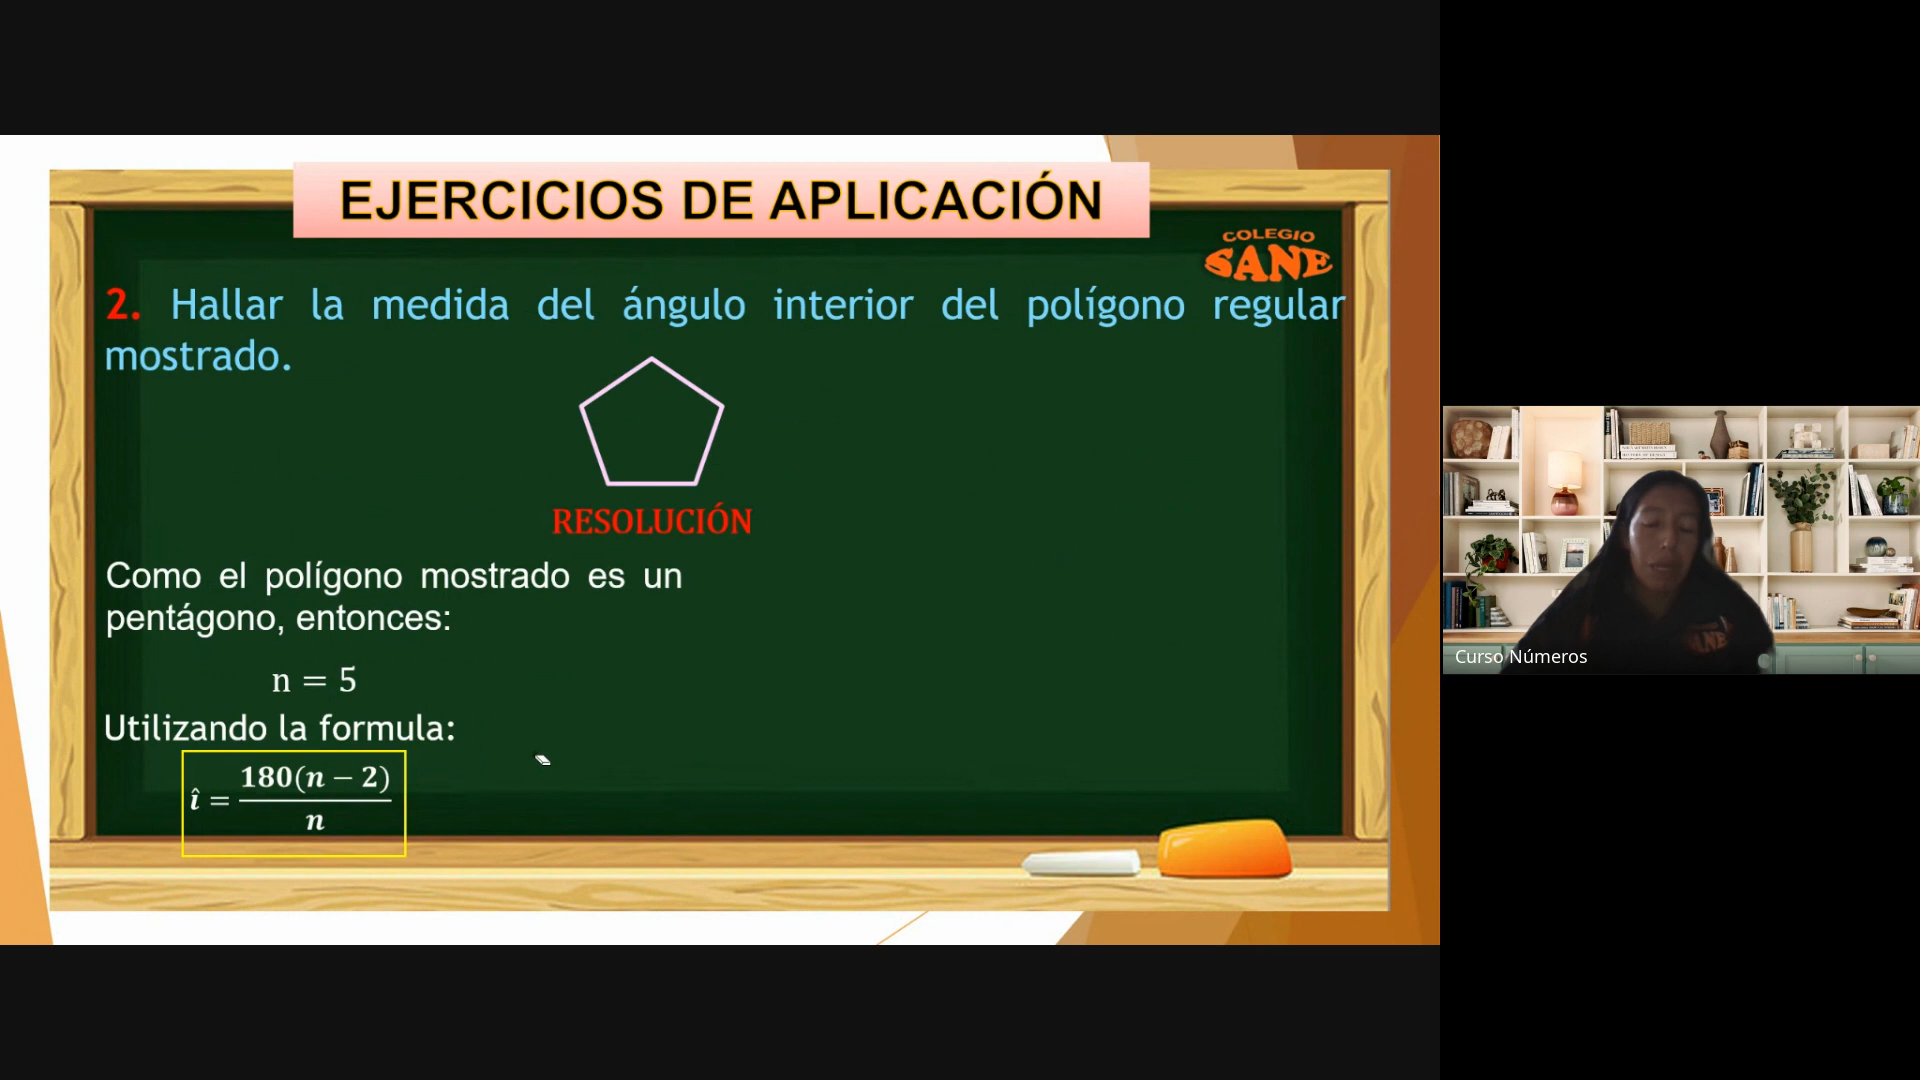 EJERCICIOS DE APLICACIÓN
COLEGIO
SANE
2. Hallar la medida del ángulo interior del polígono regular
mostrado.
RESOLUCIÓN
Como el polígono mostrado es un
pentágono, entonces:
n = 5
Utilizando la formula:
î = 180(n − 2) / n
Curso Números